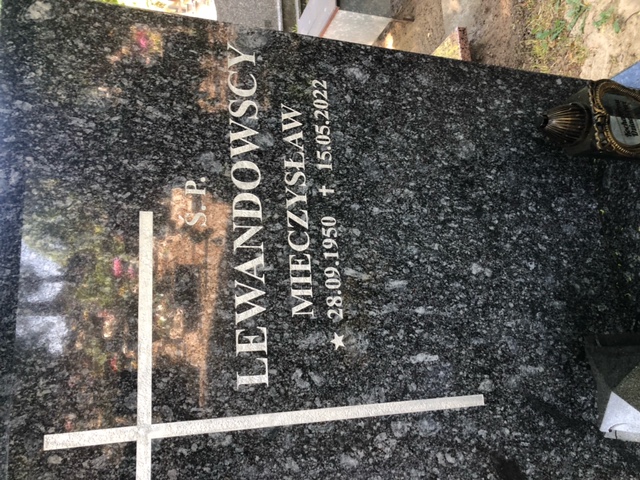 Ś.P.
LEWANDOWSCY
MIECZYSŁAW
★ 28.09.1950 ✝ 15.05.2022